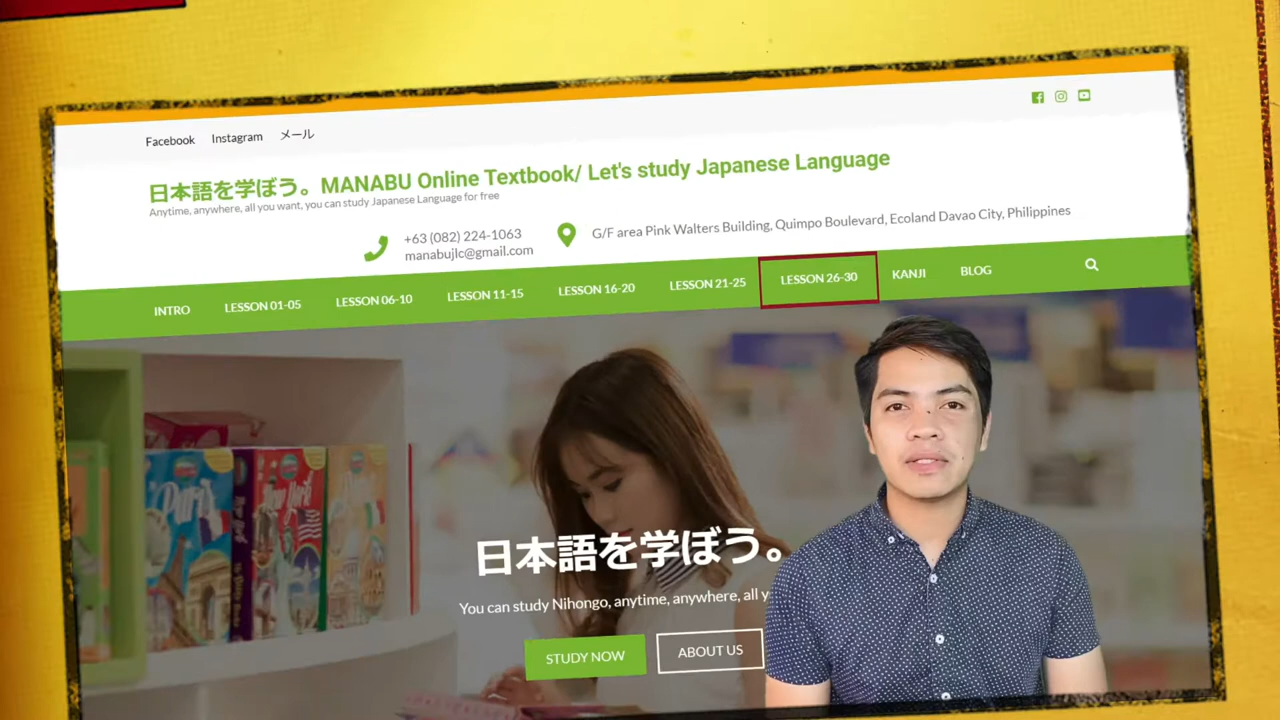 Facebook Instagram メール
日本語を学ぼう。MANABU Online Textbook/ Let's study Japanese Language
Anytime, anywhere, all you want, you can study Japanese Language for free
+63 (082) 224-1063
manabujlc@gmail.com
G/F area Pink Walters Building, Quimpo Boulevard, Ecoland Davao City, Philippines
INTRO LESSON 01-05 LESSON 06-10 LESSON 11-15 LESSON 16-20 LESSON 21-25 LESSON 26-30 KANJI BLOG
Paris
New York
日本語を学ぼう。
You can study Nihongo, anytime, anywhere, all y
STUDY NOW ABOUT US